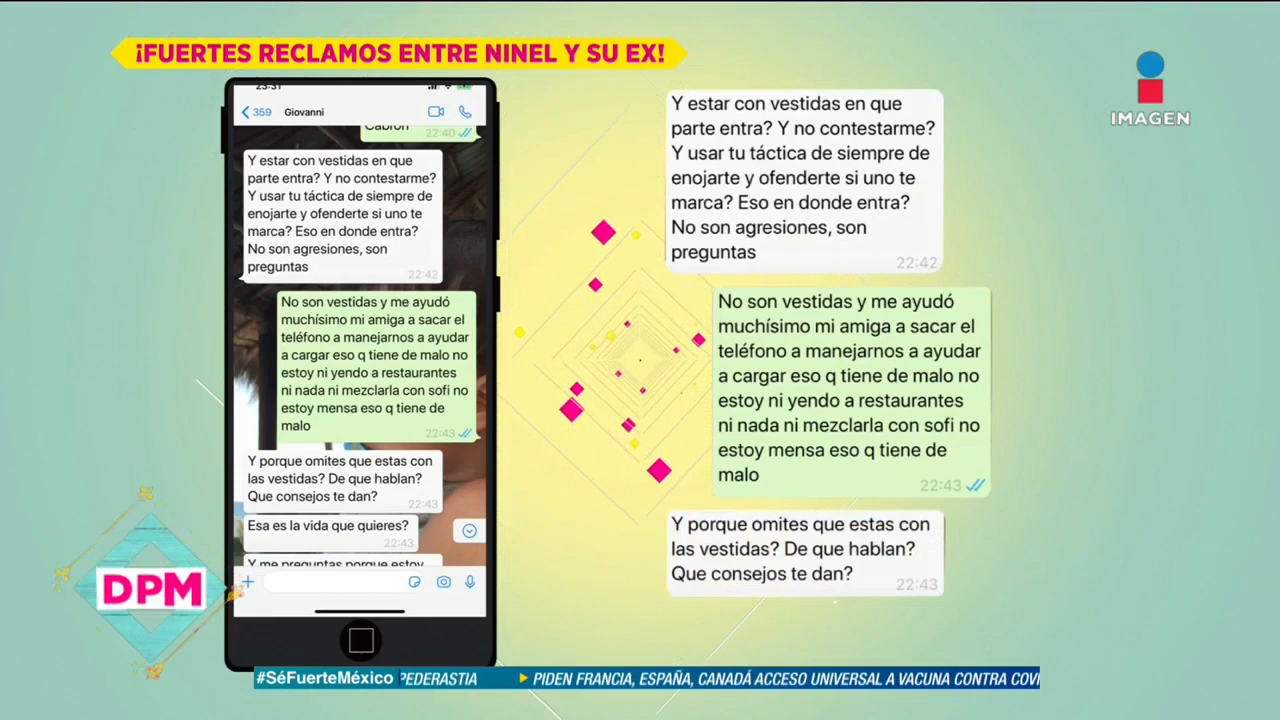 ¡FUERTES RECLAMOS ENTRE NINEL Y SU EX!
IMAGEN
23:31
359 Giovanni
Cabrón
22:40
Y estar con vestidas en que
parte entra? Y no contestarme?
Y usar tu táctica de siempre de
enojarte y ofenderte si uno te
marca? Eso en donde entra?
No son agresiones, son
preguntas
22:42
No son vestidas y me ayudó
muchísimo mi amiga a sacar el
teléfono a manejarnos a ayudar
a cargar eso q tiene de malo no
estoy ni yendo a restaurantes
ni nada ni mezclarla con sofi no
estoy mensa eso q tiene de
malo
22:43
Y porque omites que estas con
las vestidas? De que hablan?
Que consejos te dan?
22:43
Esa es la vida que quieres?
22:43
Y me preguntas porque estoy
Y estar con vestidas en que
parte entra? Y no contestarme?
Y usar tu táctica de siempre de
enojarte y ofenderte si uno te
marca? Eso en donde entra?
No son agresiones, son
preguntas
22:42
No son vestidas y me ayudó
muchísimo mi amiga a sacar el
teléfono a manejarnos a ayudar
a cargar eso q tiene de malo no
estoy ni yendo a restaurantes
ni nada ni mezclarla con sofi no
estoy mensa eso q tiene de
malo
22:43
Y porque omites que estas con
las vestidas? De que hablan?
Que consejos te dan?
22:43
DPM
#SéFuerteMéxico PEDERASTIA PIDEN FRANCIA, ESPAÑA, CANADÁ ACCESO UNIVERSAL A VACUNA CONTRA COVI